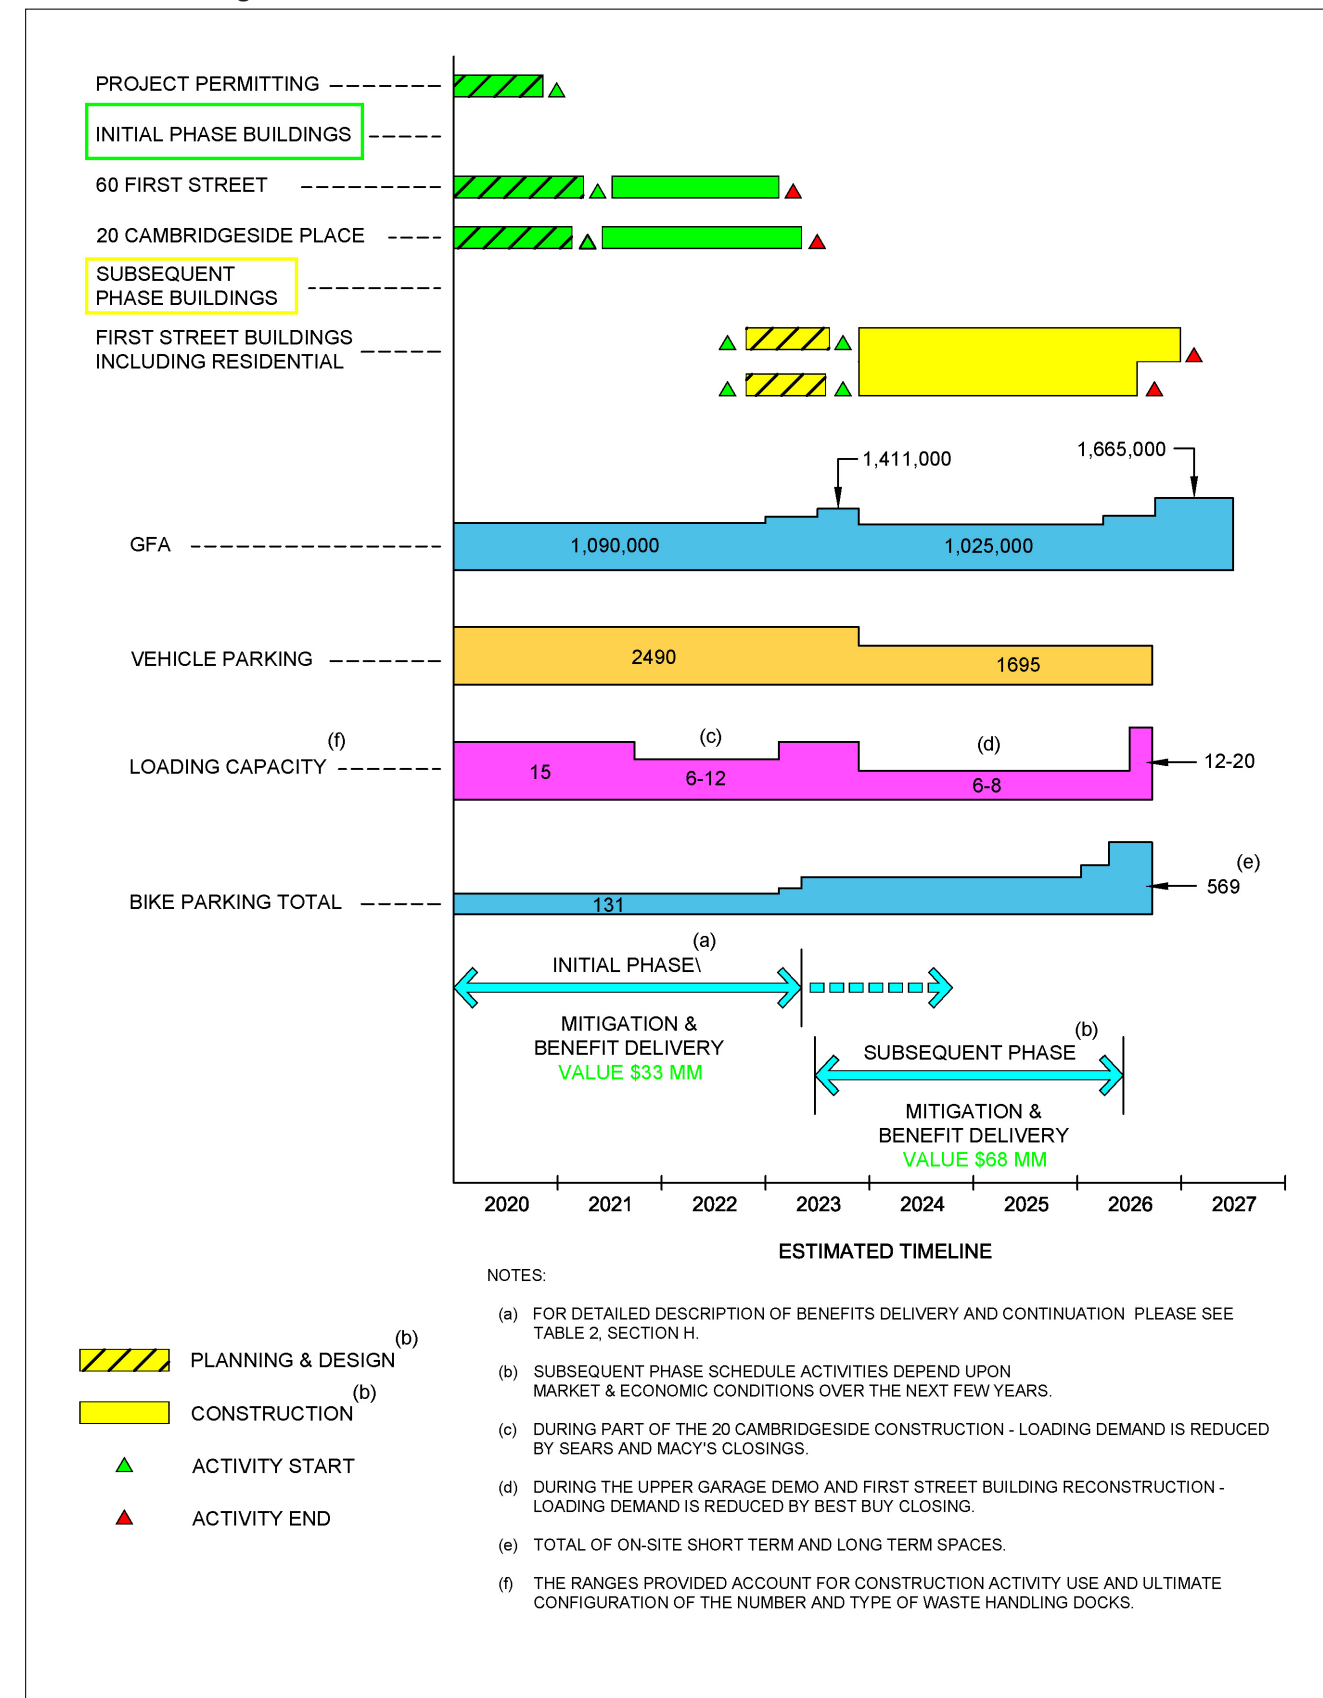 PROJECT PERMITTING
INITIAL PHASE BUILDINGS
60 FIRST STREET
20 CAMBRIDGESIDE PLACE
SUBSEQUENT
PHASE BUILDINGS
FIRST STREET BUILDINGS
INCLUDING RESIDENTIAL
1,411,000
1,665,000
GFA
1,090,000
1,025,000
VEHICLE PARKING
2490
1695
LOADING CAPACITY (f)
15
(c)
6-12
(d)
6-8
12-20
BIKE PARKING TOTAL
131
569 (e)
INITIAL PHASE\ (a)
MITIGATION &
BENEFIT DELIVERY
VALUE $33 MM
SUBSEQUENT PHASE (b)
MITIGATION &
BENEFIT DELIVERY
VALUE $68 MM
2020 2021 2022 2023 2024 2025 2026 2027
ESTIMATED TIMELINE
NOTES:
(a) FOR DETAILED DESCRIPTION OF BENEFITS DELIVERY AND CONTINUATION PLEASE SEE
TABLE 2, SECTION H.
(b) SUBSEQUENT PHASE SCHEDULE ACTIVITIES DEPEND UPON
MARKET & ECONOMIC CONDITIONS OVER THE NEXT FEW YEARS.
(c) DURING PART OF THE 20 CAMBRIDGESIDE CONSTRUCTION - LOADING DEMAND IS REDUCED
BY SEARS AND MACY'S CLOSINGS.
(d) DURING THE UPPER GARAGE DEMO AND FIRST STREET BUILDING RECONSTRUCTION -
LOADING DEMAND IS REDUCED BY BEST BUY CLOSING.
(e) TOTAL OF ON-SITE SHORT TERM AND LONG TERM SPACES.
(f) THE RANGES PROVIDED ACCOUNT FOR CONSTRUCTION ACTIVITY USE AND ULTIMATE
CONFIGURATION OF THE NUMBER AND TYPE OF WASTE HANDLING DOCKS.
PLANNING & DESIGN (b)
CONSTRUCTION (b)
ACTIVITY START
ACTIVITY END